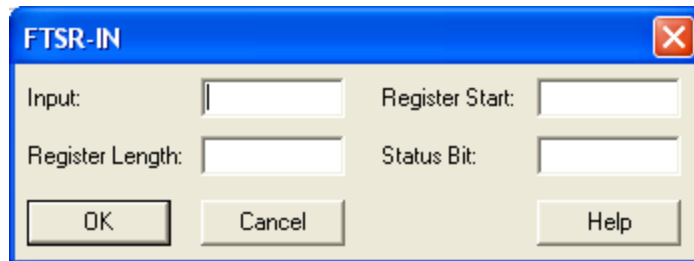 FTSR-IN
Input: Register Start:
Register Length: Status Bit:
OK Cancel Help